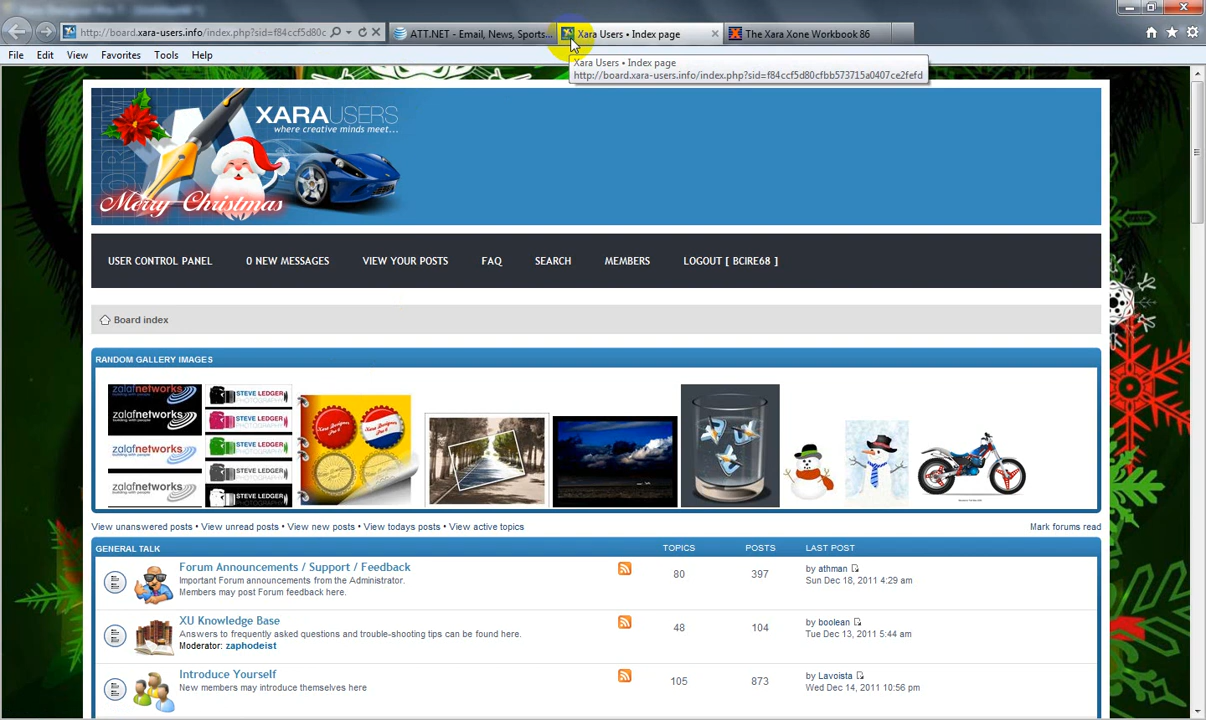 http://board.xara-users.info/index.php?sid=f84ccf5d80c
ATT.NET - Email, News, Sports...
Xara Users • Index page
The Xara Xone Workbook 86
File Edit View Favorites Tools Help
Xara Users • Index page
http://board.xara-users.info/index.php?sid=f84ccf5d80cfbb573715a0407ce2fefd
XARAUSERS
where creative minds meet...
Merry Christmas
USER CONTROL PANEL 0 NEW MESSAGES VIEW YOUR POSTS FAQ SEARCH MEMBERS LOGOUT [ BCIRE68 ]
Board index
RANDOM GALLERY IMAGES
zalafnetworks
zalafnetworks
building with people
zalafnetworks
building with people
zalafnetworks
building with people
STEVE LEDGER
STEVE LEDGER
STEVE LEDGER
STEVE LEDGER
STEVE LEDGER
View unanswered posts • View unread posts • View new posts • View todays posts • View active topics
Mark forums read
GENERAL TALK TOPICS POSTS LAST POST
Forum Announcements / Support / Feedback
Important Forum announcements from the Administrator.
Members may post Forum feedback here.
80 397
by athman
Sun Dec 18, 2011 4:29 am
XU Knowledge Base
Answers to frequently asked questions and trouble-shooting tips can be found here.
Moderator: zaphodeist
48 104
by boolean
Tue Dec 13, 2011 5:44 am
Introduce Yourself
New members may introduce themselves here
105 873
by Lavoista
Wed Dec 14, 2011 10:56 pm